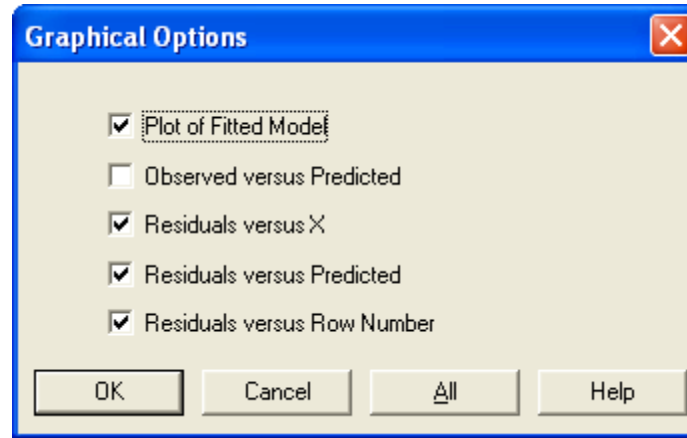 Graphical Options
Plot of Fitted Model
Observed versus Predicted
Residuals versus X
Residuals versus Predicted
Residuals versus Row Number
OK Cancel All Help